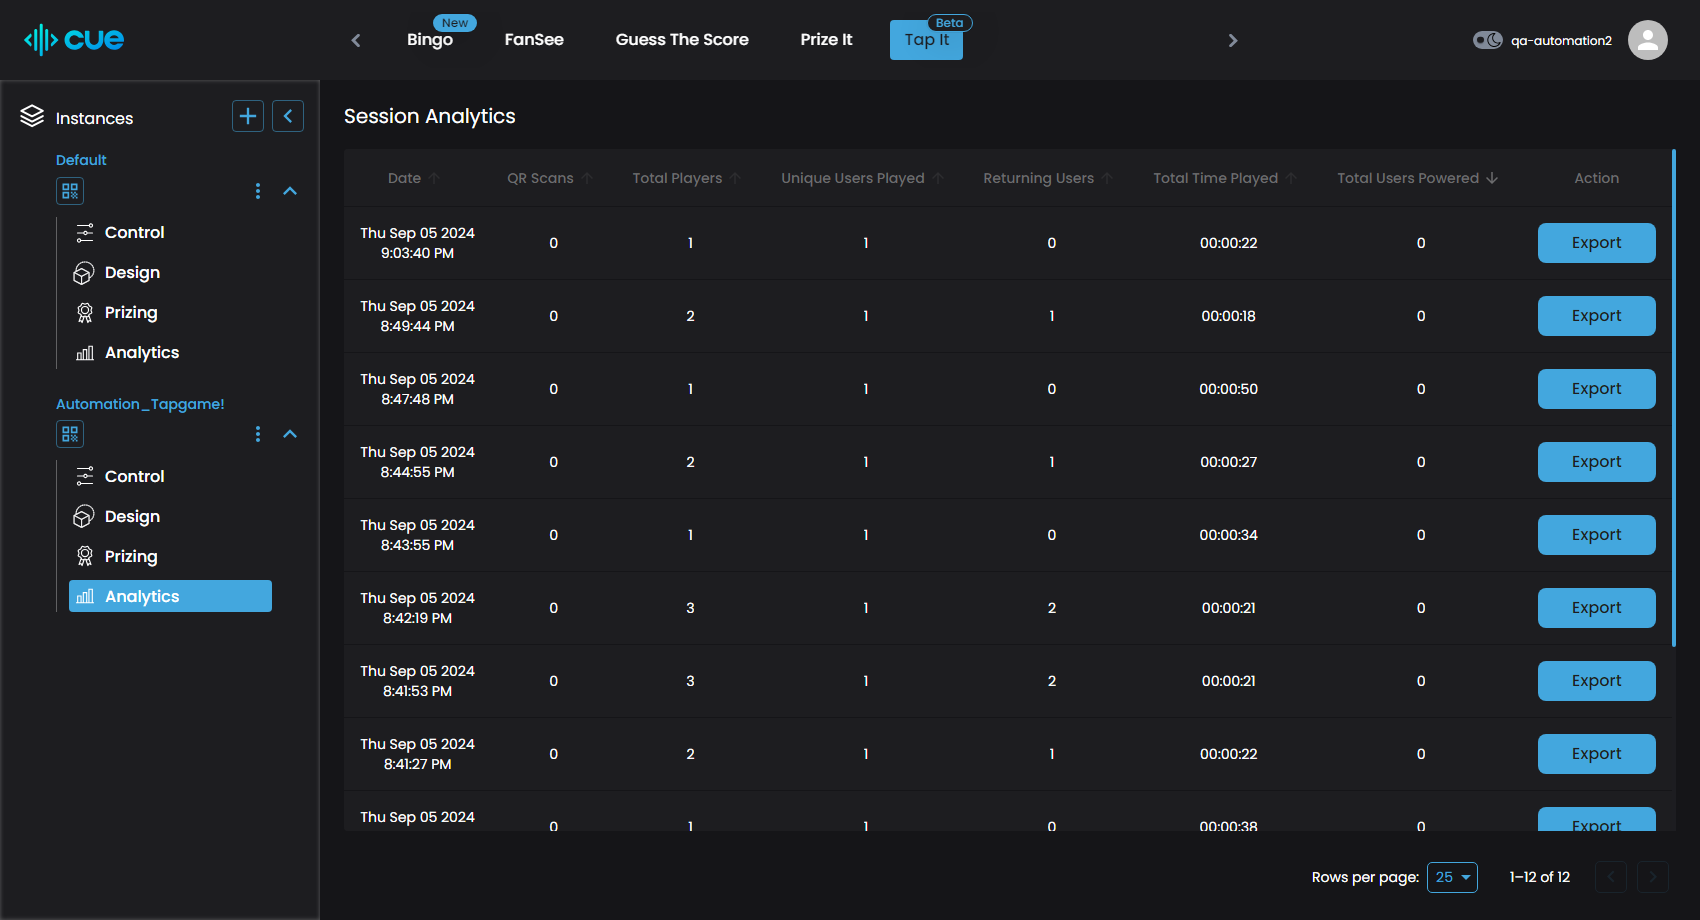 cue
New
Bingo
FanSee
Guess The Score
Prize It
Beta
Tap It
qa-automation2
Instances
Default
Control
Design
Prizing
Analytics
Automation_Tapgame!
Control
Design
Prizing
Analytics
Session Analytics
Date QR Scans Total Players Unique Users Played Returning Users Total Time Played Total Users Powered Action
Thu Sep 05 2024
9:03:40 PM
0 1 1 0 00:00:22 0 Export
Thu Sep 05 2024
8:49:44 PM
0 2 1 1 00:00:18 0 Export
Thu Sep 05 2024
8:47:48 PM
0 1 1 0 00:00:50 0 Export
Thu Sep 05 2024
8:44:55 PM
0 2 1 1 00:00:27 0 Export
Thu Sep 05 2024
8:43:55 PM
0 1 1 0 00:00:34 0 Export
Thu Sep 05 2024
8:42:19 PM
0 3 1 2 00:00:21 0 Export
Thu Sep 05 2024
8:41:53 PM
0 3 1 2 00:00:21 0 Export
Thu Sep 05 2024
8:41:27 PM
0 2 1 1 00:00:22 0 Export
Thu Sep 05 2024
0 1 1 0 00:00:38 0 Export
Rows per page: 25 1–12 of 12